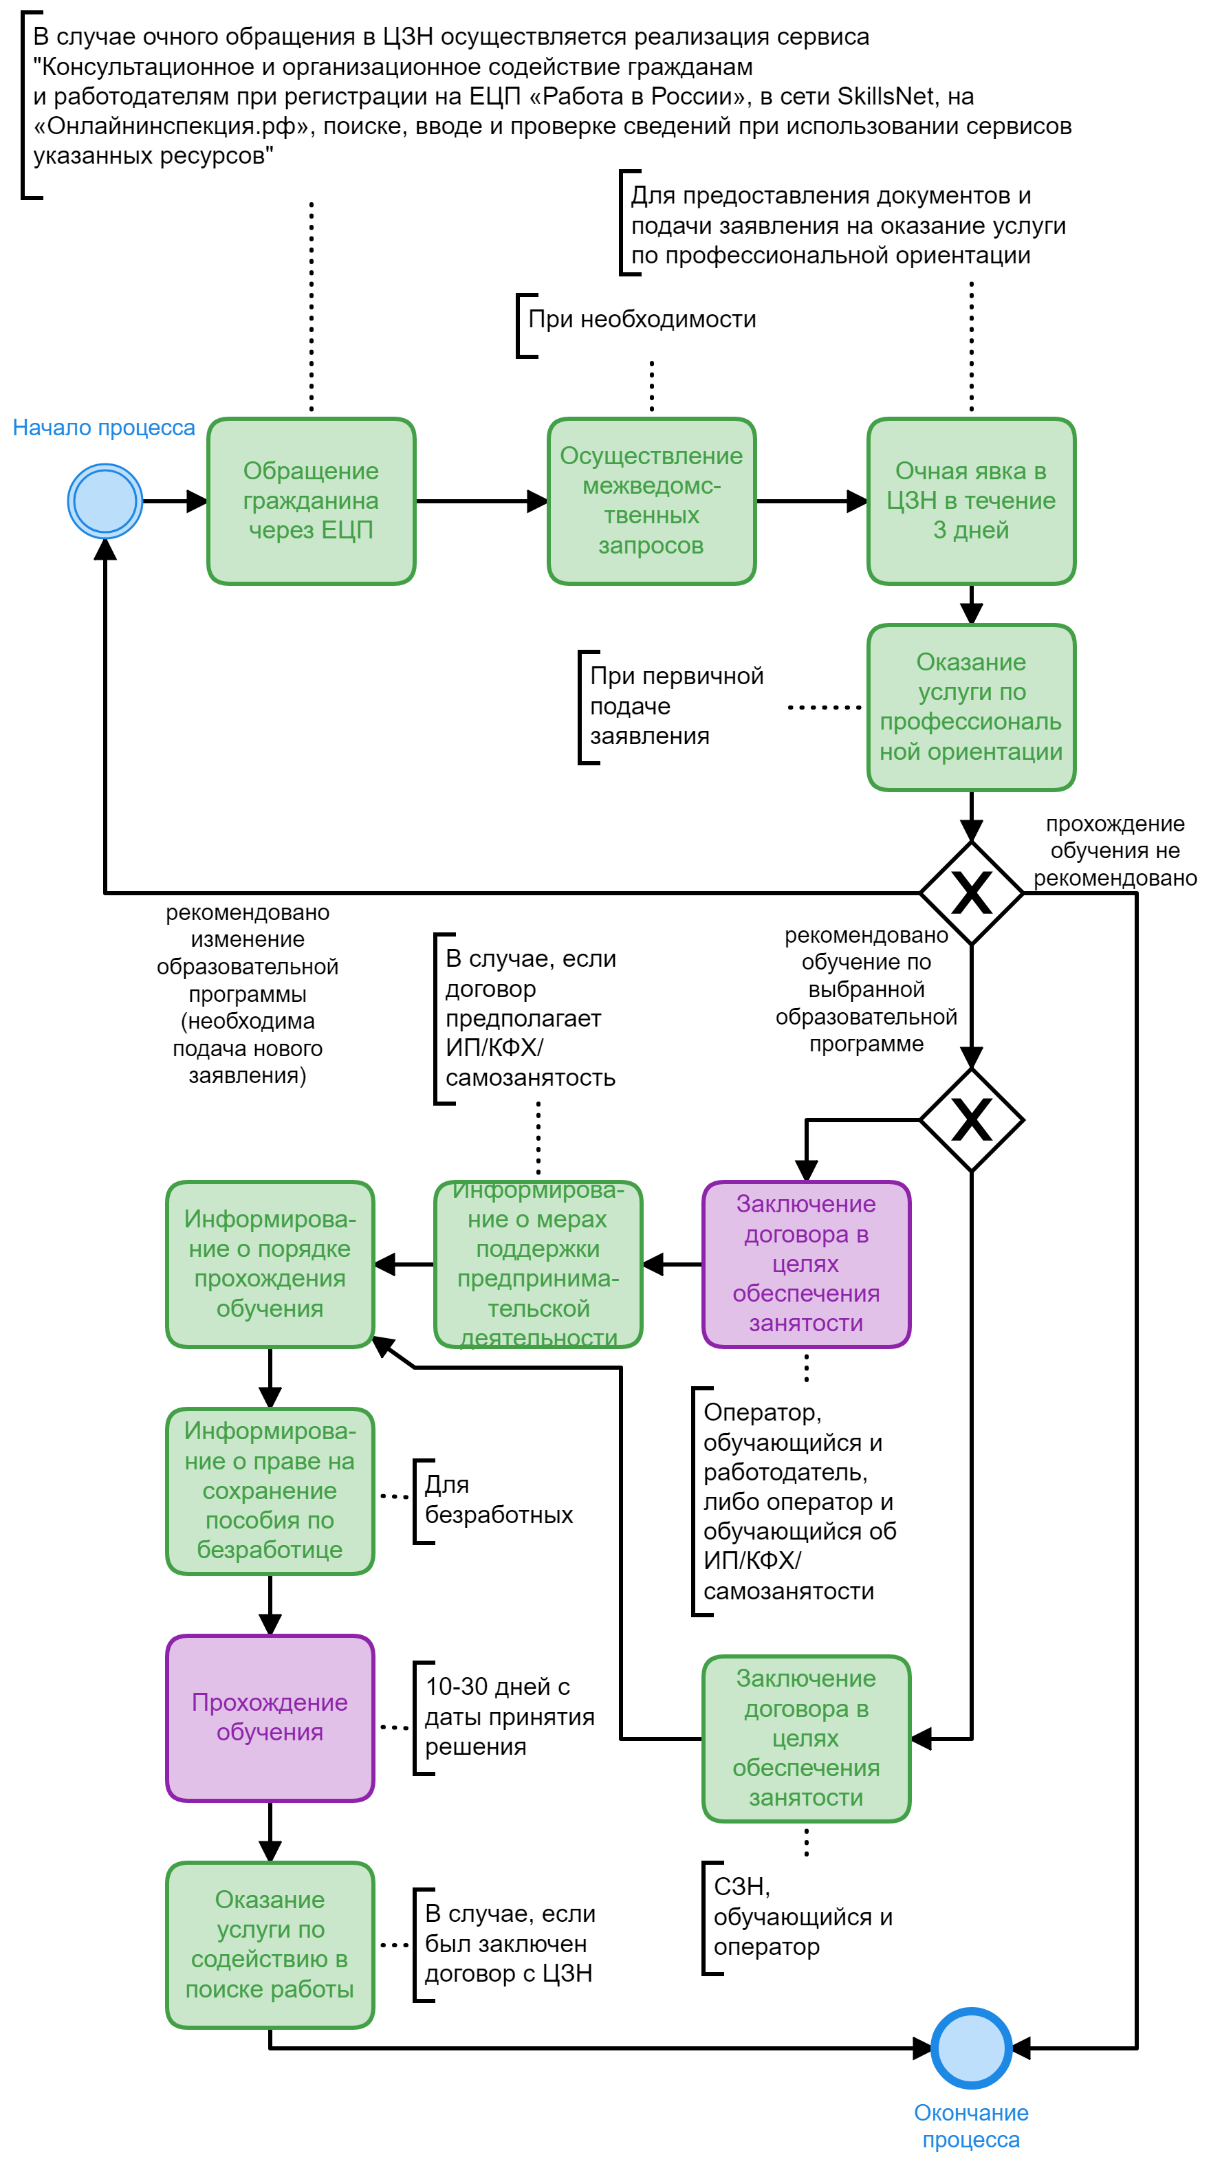 В случае очного обращения в ЦЗН осуществляется реализация сервиса
"Консультационное и организационное содействие гражданам
и работодателям при регистрации на ЕЦП «Работа в России», в сети SkillsNet, на
«Онлайнинспекция.рф», поиске, вводе и проверке сведений при использовании сервисов
указанных ресурсов"
Для предоставления документов и
подачи заявления на оказание услуги
по профессиональной ориентации
При необходимости
Начало процесса
Обращение
гражданина
через ЕЦП
Осуществление
межведомс-
твенных
запросов
Очная явка в
ЦЗН в течение
3 дней
При первичной
подаче
заявления
Оказание
услуги по
профессиональ
ной ориентации
X
прохождение
обучения не
рекомендовано
рекомендовано
изменение
образовательной
программы
(необходима
подача нового
заявления)
В случае, если
договор
предполагает
ИП/КФХ/
самозанятость
рекомендовано
обучение по
выбранной
образовательной
программе
X
Информирова-
ние о порядке
прохождения
обучения
Информирова-
ние о мерах
поддержки
предпринима-
тельской
деятельности
Заключение
договора в
целях
обеспечения
занятости
Оператор,
обучающийся и
работодатель,
либо оператор и
обучающийся об
ИП/КФХ/
самозанятости
Информирова-
ние о праве на
сохранение
пособия по
безработице
Для
безработных
Прохождение
обучения
10-30 дней с
даты принятия
решения
Заключение
договора в
целях
обеспечения
занятости
СЗН,
обучающийся и
оператор
Оказание
услуги по
содействию в
поиске работы
В случае, если
был заключен
договор с ЦЗН
Окончание
процесса